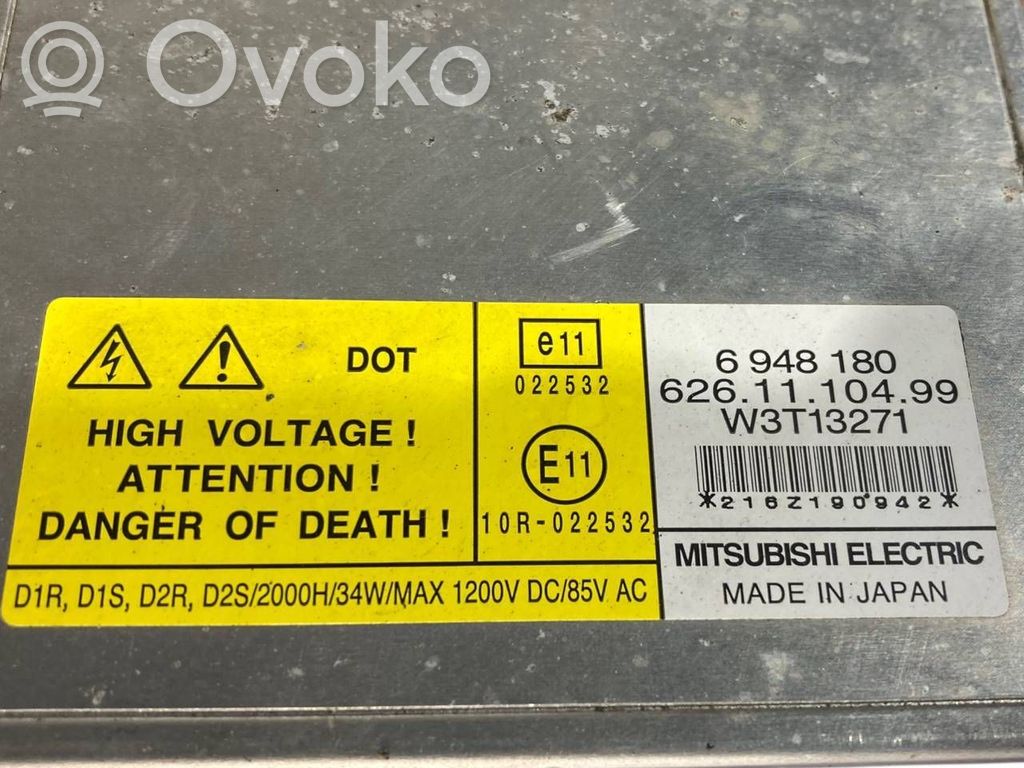 Ovoko
DOT
HIGH VOLTAGE !
ATTENTION !
DANGER OF DEATH !
D1R, D1S, D2R, D2S/2000H/34W/MAX 1200V DC/85V AC
e11
022532
E11
10R-022532
6 948 180
626.11.104.99
W3T13271
*216Z190942*
MITSUBISHI ELECTRIC
MADE IN JAPAN